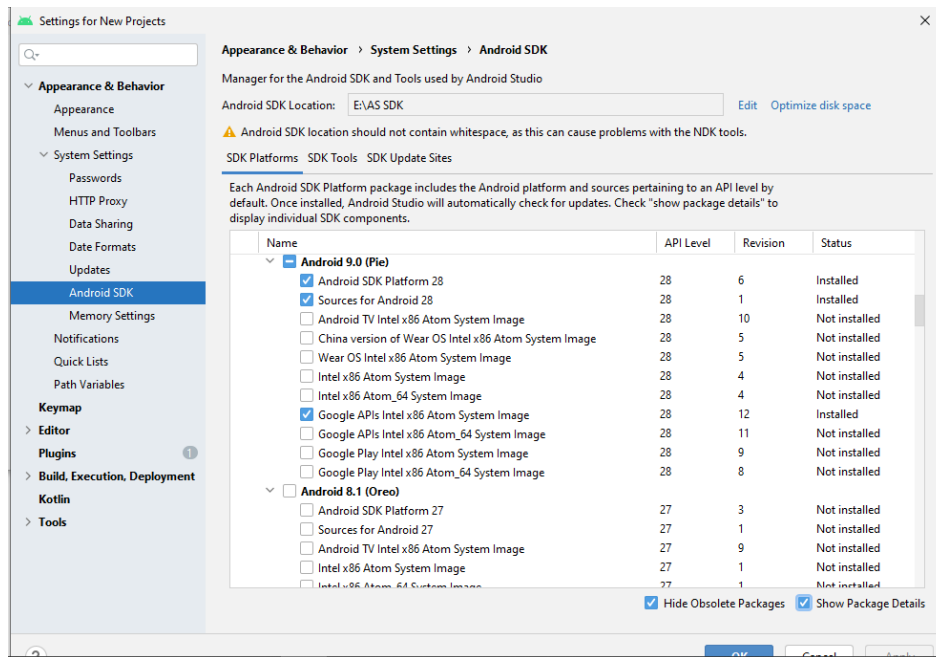 Settings for New Projects
Appearance & Behavior
Appearance
Menus and Toolbars
System Settings
Passwords
HTTP Proxy
Data Sharing
Date Formats
Updates
Android SDK
Memory Settings
Notifications
Quick Lists
Path Variables
Keymap
Editor
Plugins 1
Build, Execution, Deployment
Kotlin
Tools
Appearance & Behavior > System Settings > Android SDK
Manager for the Android SDK and Tools used by Android Studio
Android SDK Location: E:\AS SDK Edit Optimize disk space
Android SDK location should not contain whitespace, as this can cause problems with the NDK tools.
SDK Platforms SDK Tools SDK Update Sites
Each Android SDK Platform package includes the Android platform and sources pertaining to an API level by
default. Once installed, Android Studio will automatically check for updates. Check "show package details" to
display individual SDK components.
Name API Level Revision Status
Android 9.0 (Pie)
Android SDK Platform 28 28 6 Installed
Sources for Android 28 28 1 Installed
Android TV Intel x86 Atom System Image 28 10 Not installed
China version of Wear OS Intel x86 Atom System Image 28 5 Not installed
Wear OS Intel x86 Atom System Image 28 5 Not installed
Intel x86 Atom System Image 28 4 Not installed
Intel x86 Atom_64 System Image 28 4 Not installed
Google APIs Intel x86 Atom System Image 28 12 Installed
Google APIs Intel x86 Atom_64 System Image 28 11 Not installed
Google Play Intel x86 Atom System Image 28 9 Not installed
Google Play Intel x86 Atom_64 System Image 28 8 Not installed
Android 8.1 (Oreo)
Android SDK Platform 27 27 3 Not installed
Sources for Android 27 27 1 Not installed
Android TV Intel x86 Atom System Image 27 9 Not installed
Intel x86 Atom System Image 27 1 Not installed
Intel x86 Atom_64 System Image 27 1 Not installed
Hide Obsolete Packages Show Package Details
? OK Cancel Apply